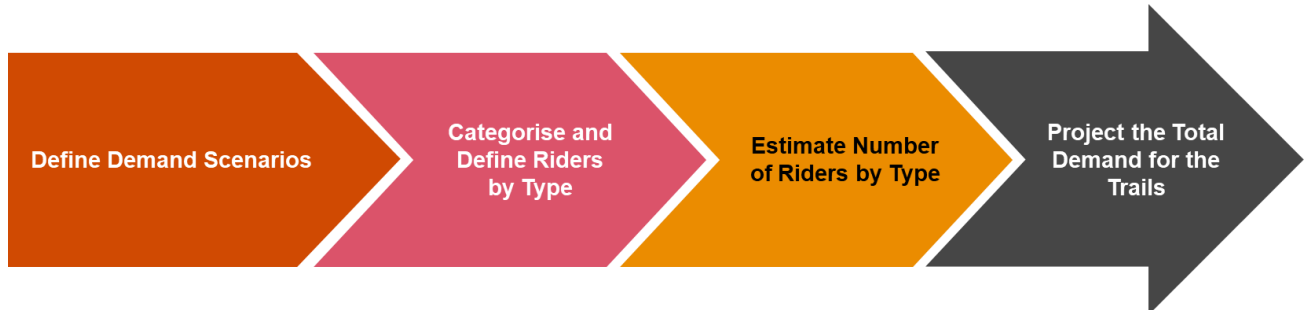 Define Demand Scenarios
Categorise and
Define Riders
by Type
Estimate Number
of Riders by Type
Project the Total
Demand for the
Trails